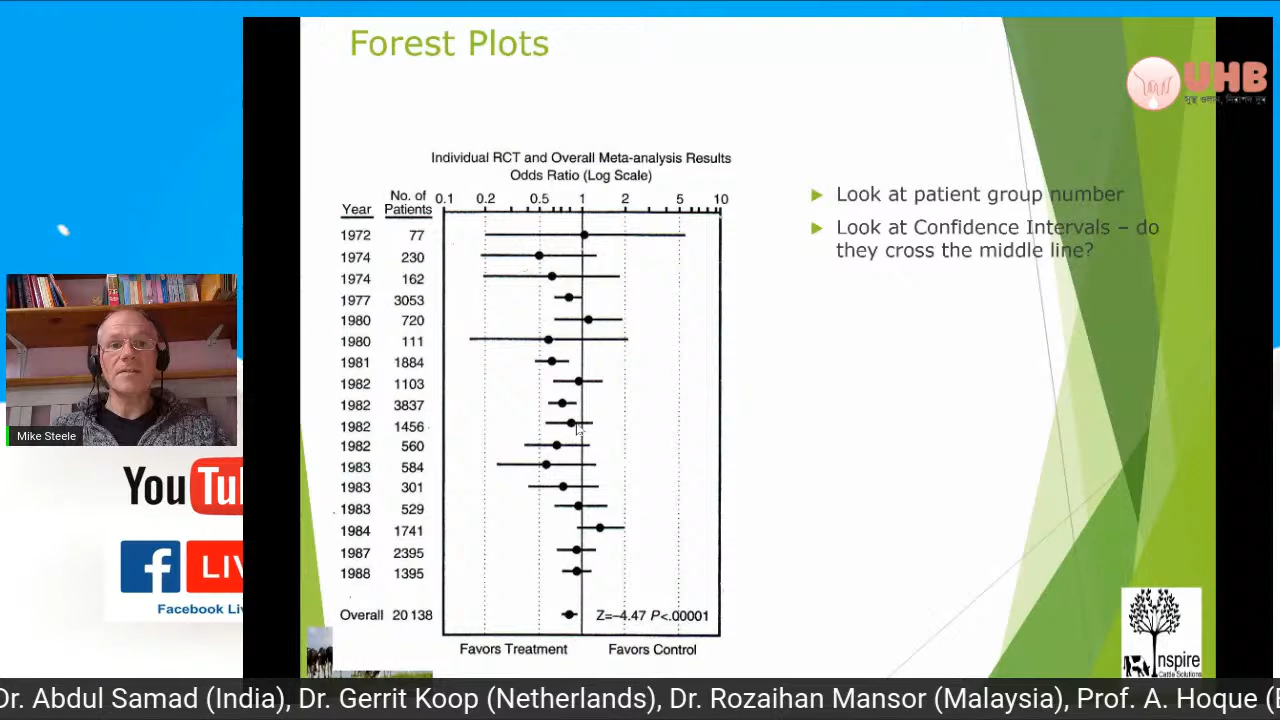 Forest Plots
UHB
সুস্থ ওলান, নিরাপদ দুধ
Individual RCT and Overall Meta-analysis Results
Odds Ratio (Log Scale)
Year No. of Patients 0.1 0.2 0.5 1 2 5 10
1972 77
1974 230
1974 162
1977 3053
1980 720
1980 111
1981 1884
1982 1103
1982 3837
1982 1456
1982 560
1983 584
1983 301
1983 529
1984 1741
1987 2395
1988 1395
Overall 20 138 Z=–4.47 P<.00001
Favors Treatment Favors Control
Look at patient group number
Look at Confidence Intervals – do
they cross the middle line?
Mike Steele
You Tu
LIV
Facebook Liv
nspire
Cattle Solutions
Dr. Abdul Samad (India), Dr. Gerrit Koop (Netherlands), Dr. Rozaihan Mansor (Malaysia), Prof. A. Hoque (